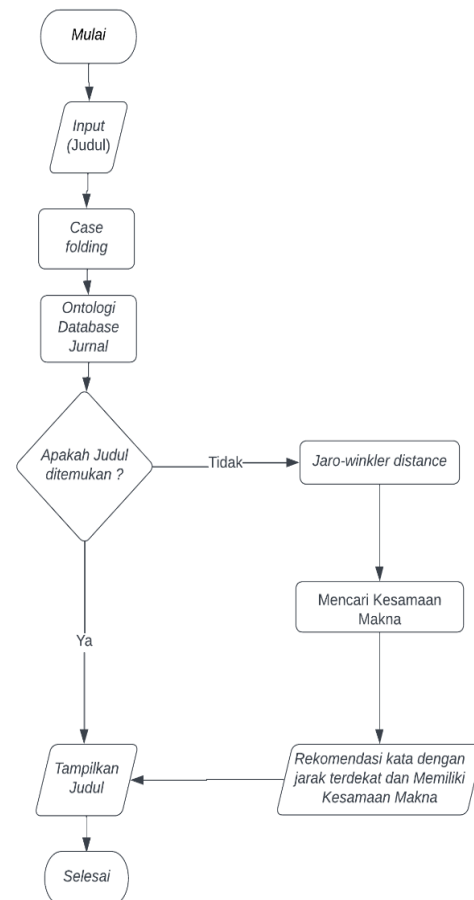 Mulai
Input
(Judul)
Case
folding
Ontologi
Database
Jurnal
Apakah Judul
ditemukan ?
Tidak
Jaro-winkler distance
Mencari Kesamaan
Makna
Ya
Tampilkan
Judul
Rekomendasi kata dengan
jarak terdekat dan Memiliki
Kesamaan Makna
Selesai